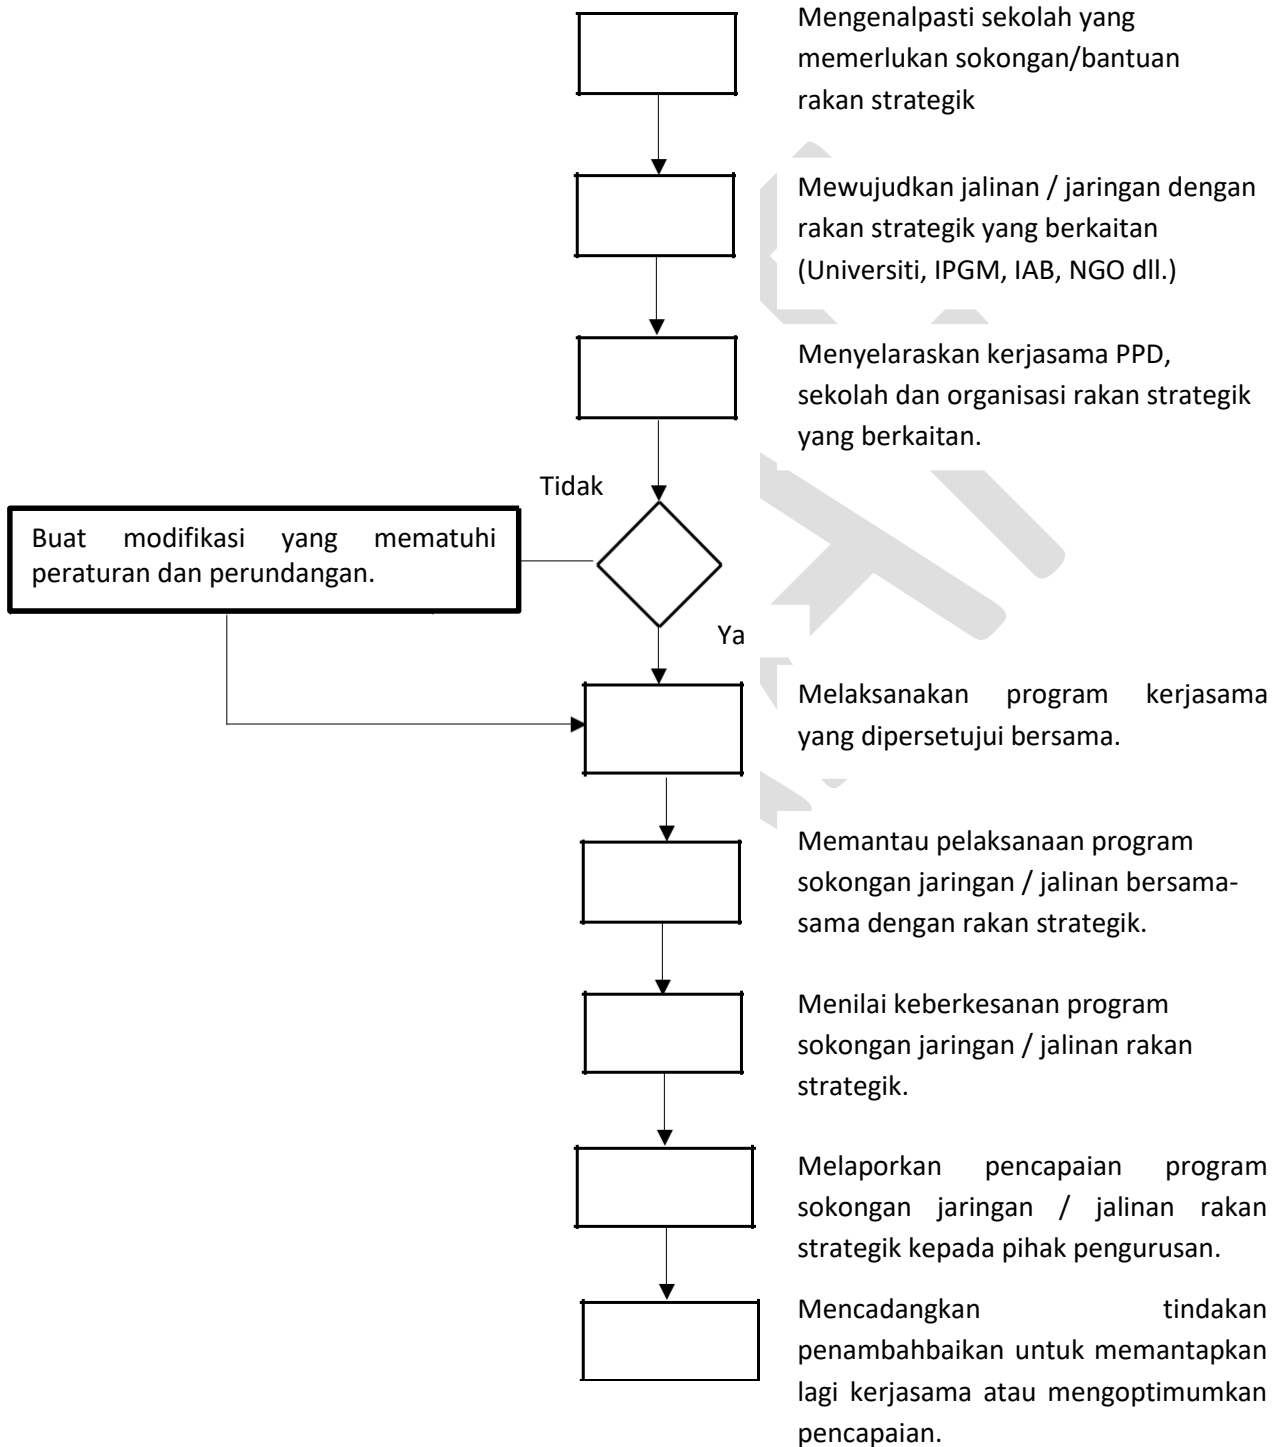 Mengenalpasti sekolah yang
memerlukan sokongan/bantuan
rakan strategik
Mewujudkan jalinan / jaringan dengan
rakan strategik yang berkaitan
(Universiti, IPGM, IAB, NGO dll.)
Menyelaraskan kerjasama PPD,
sekolah dan organisasi rakan strategik
yang berkaitan.
Tidak
Buat modifikasi yang mematuhi
peraturan dan perundangan.
Ya
Melaksanakan program kerjasama
yang dipersetujui bersama.
Memantau pelaksanaan program
sokongan jaringan / jalinan bersama-
sama dengan rakan strategik.
Menilai keberkesanan program
sokongan jaringan / jalinan rakan
strategik.
Melaporkan pencapaian program
sokongan jaringan / jalinan rakan
strategik kepada pihak pengurusan.
Mencadangkan tindakan
penambahbaikan untuk memantapkan
lagi kerjasama atau mengoptimumkan
pencapaian.